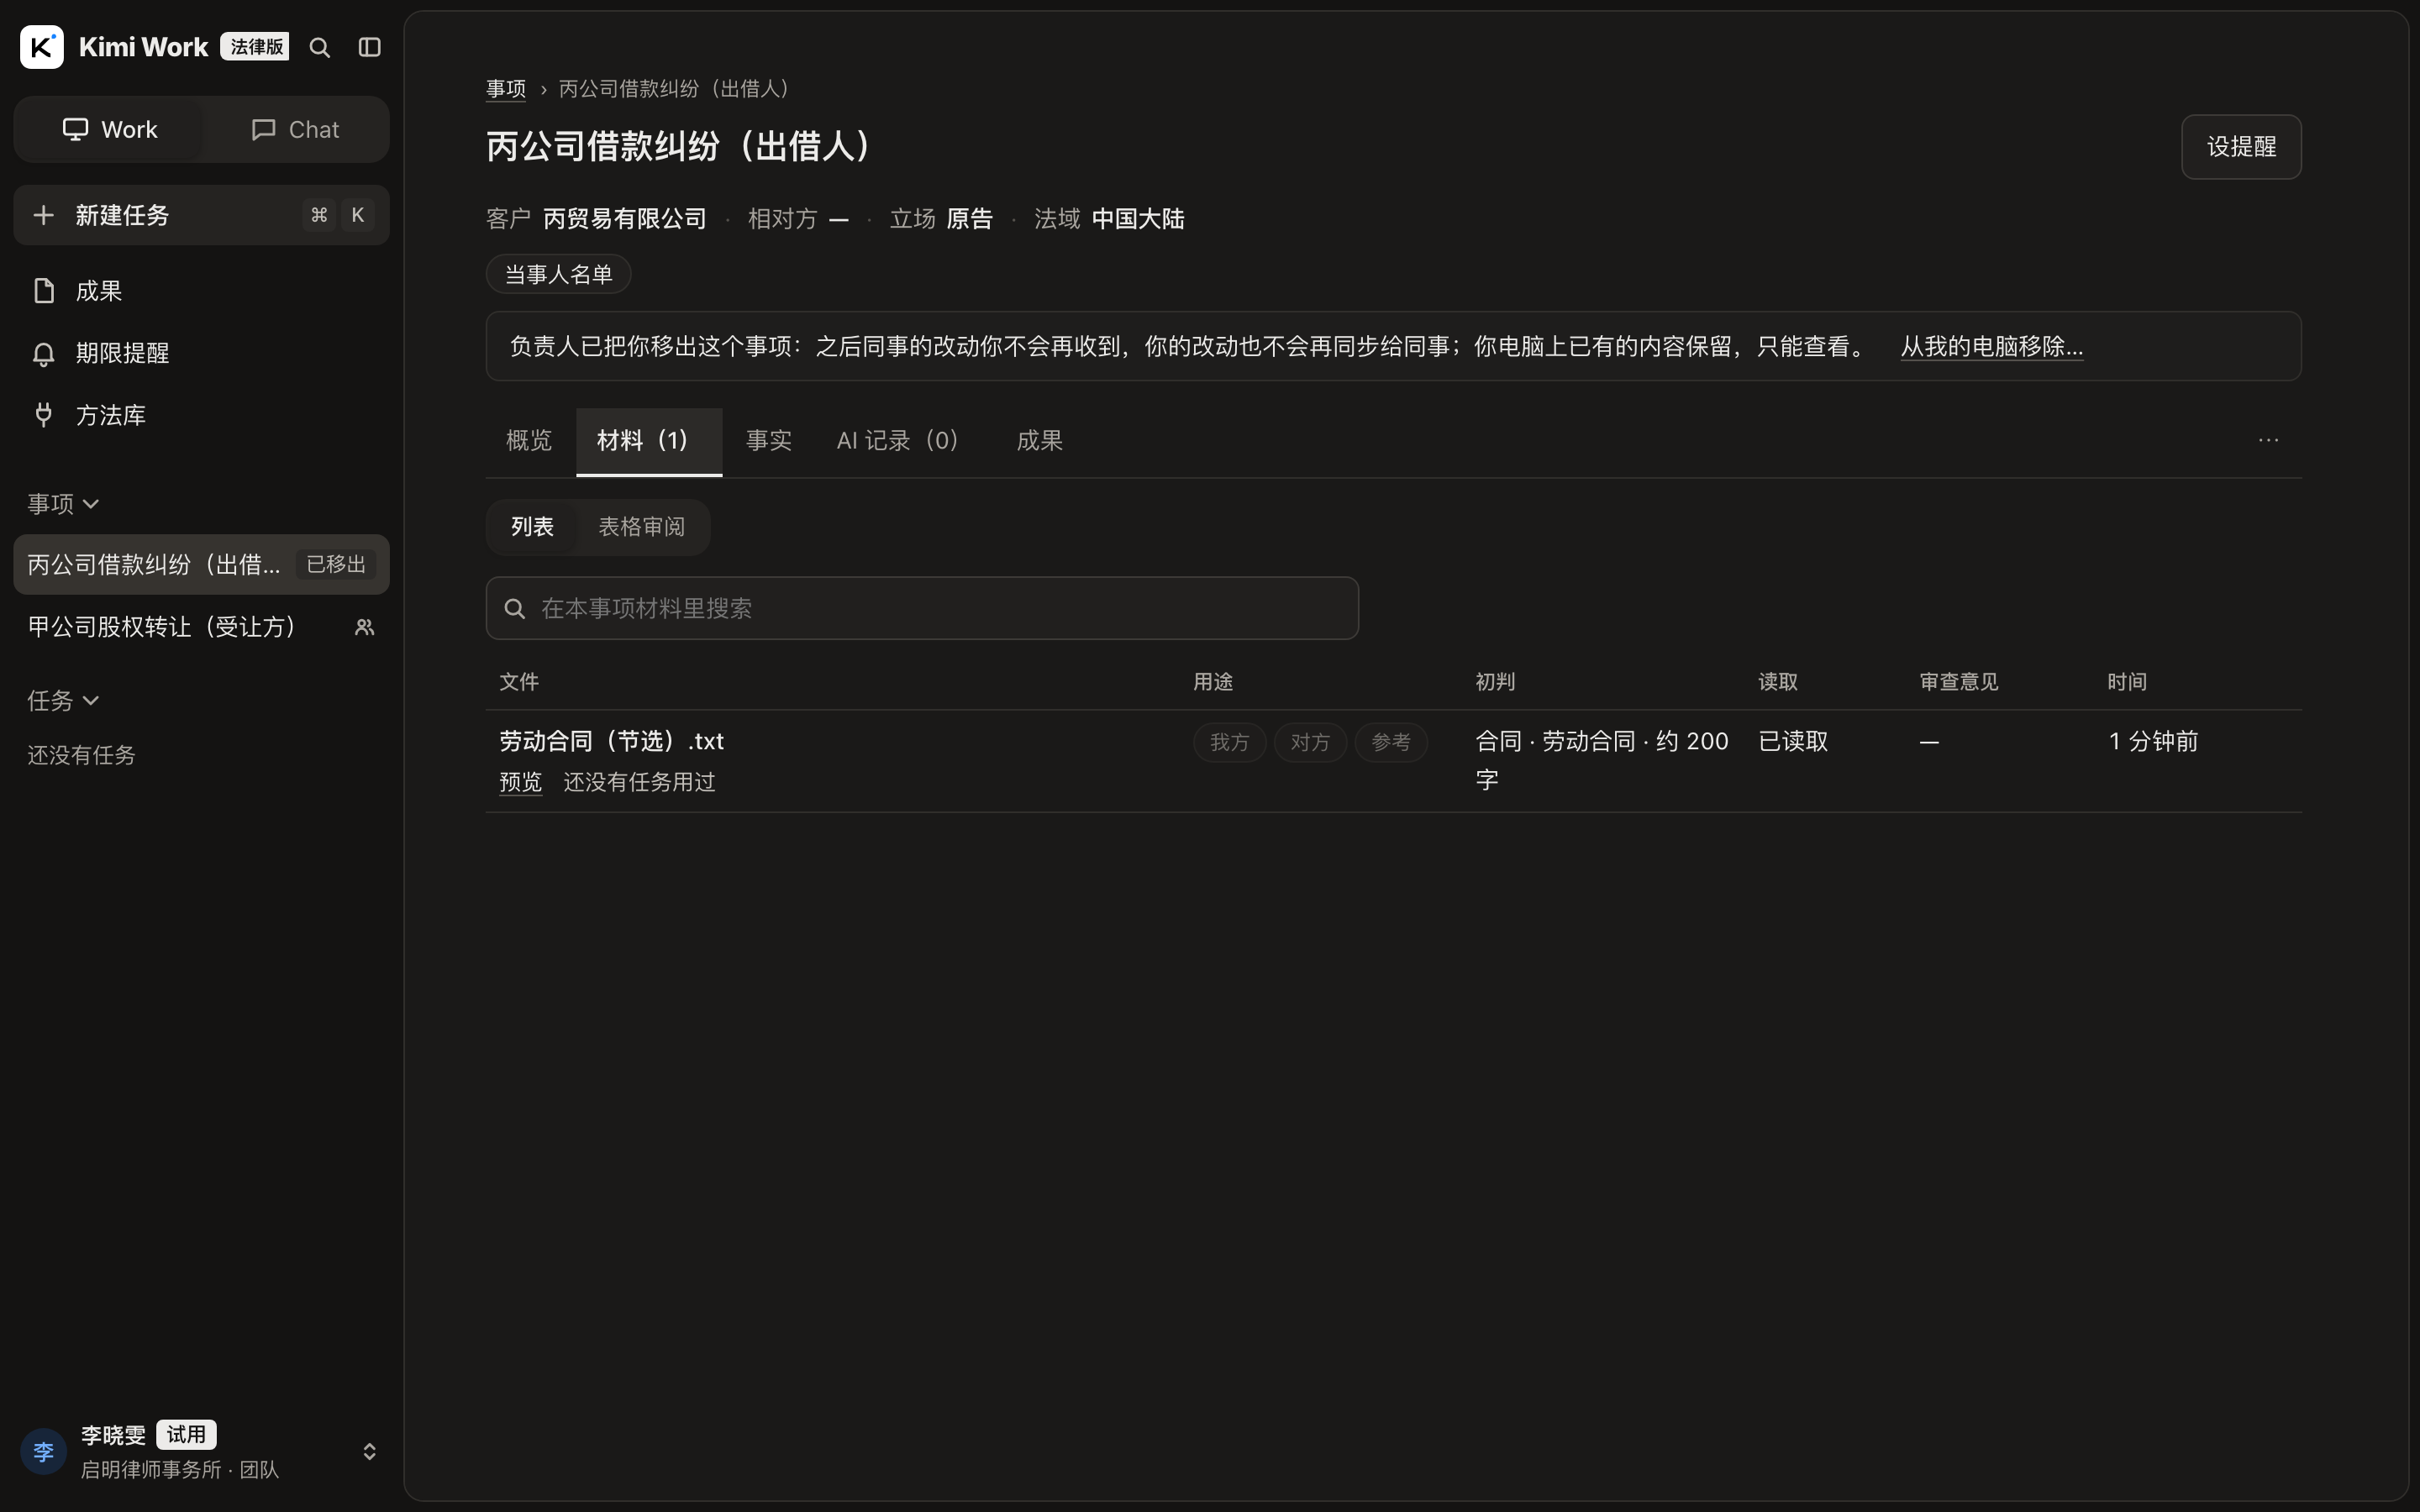 Kimi Work 法律版
Work
Chat
新建任务 ⌘ K
成果
期限提醒
方法库
事项
丙公司借款纠纷（出借... 已移出
甲公司股权转让（受让方）
任务
还没有任务
李
李晓雯 试用
启明律师事务所 · 团队
事项 › 丙公司借款纠纷（出借人）
丙公司借款纠纷（出借人）
设提醒
客户 丙贸易有限公司 · 相对方 — · 立场 原告 · 法域 中国大陆
当事人名单
负责人已把你移出这个事项：之后同事的改动你不会再收到，你的改动也不会再同步给同事；你电脑上已有的内容保留，只能查看。 从我的电脑移除...
概览 材料（1） 事实 AI 记录（0） 成果 ...
列表 表格审阅
在本事项材料里搜索
文件 用途 初判 读取 审查意见 时间
劳动合同（节选）.txt 我方 对方 参考 合同 · 劳动合同 · 约 200 已读取 — 1 分钟前
预览 还没有任务用过 字